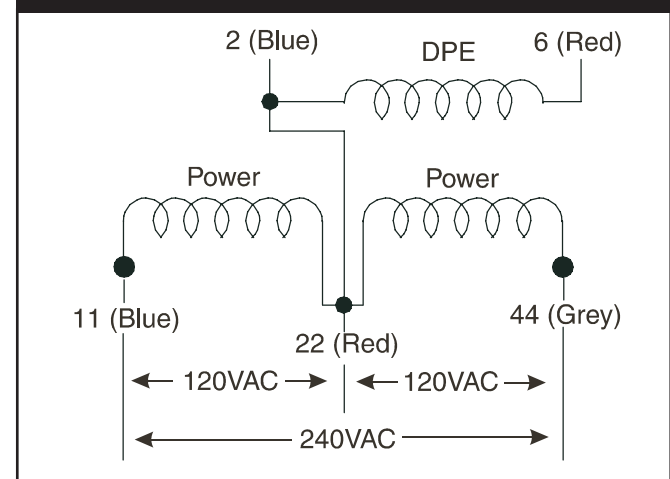 2 (Blue)
DPE
6 (Red)
Power
Power
11 (Blue)
22 (Red)
44 (Grey)
120VAC
120VAC
240VAC